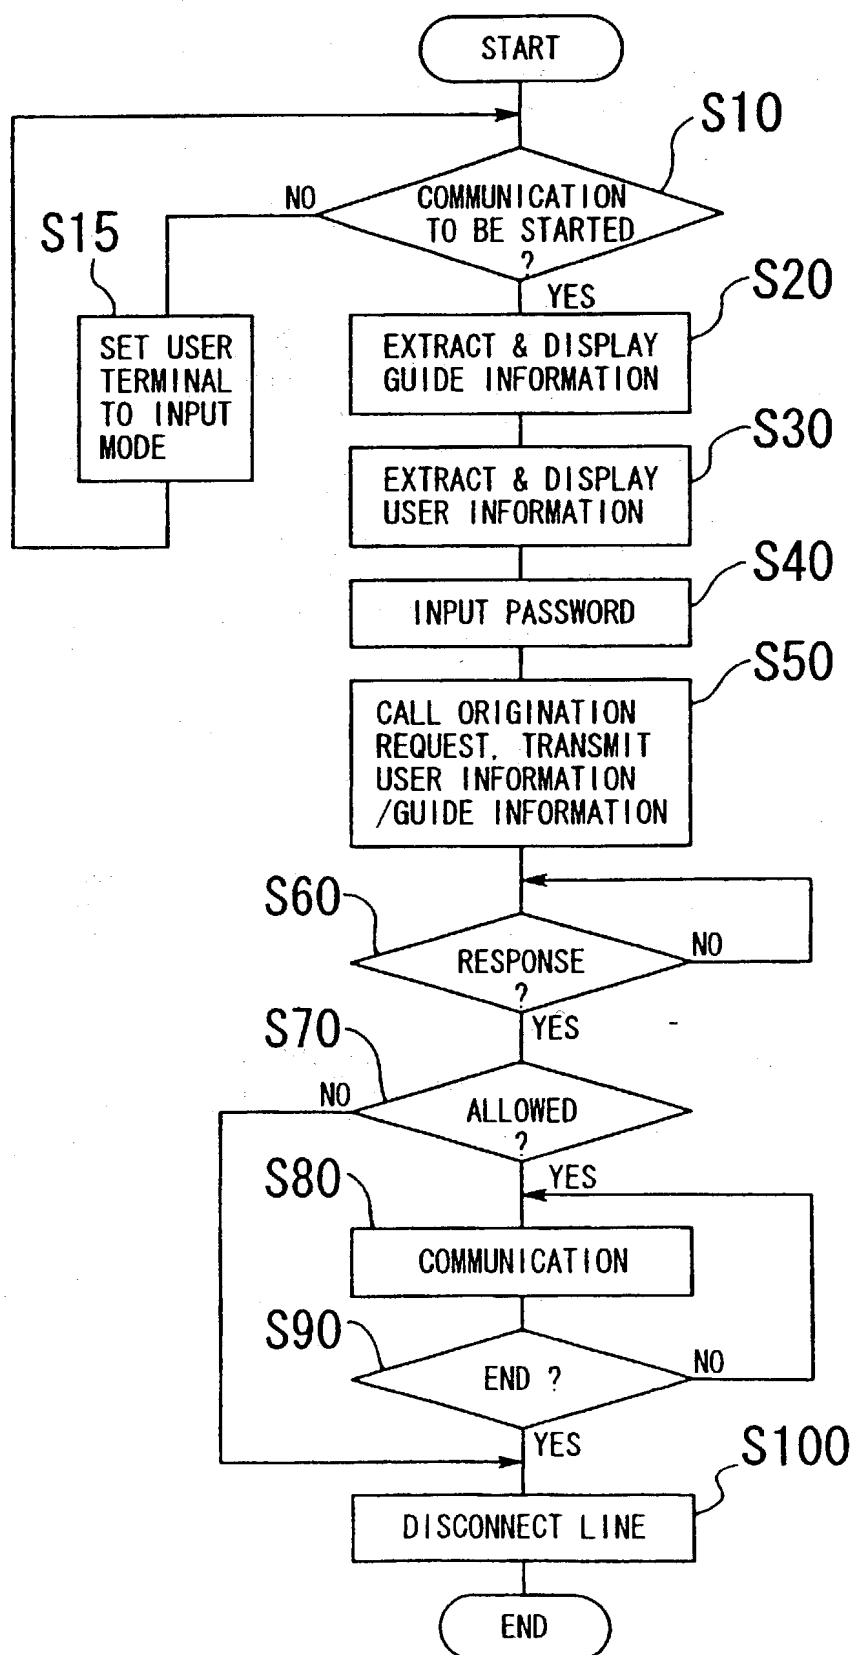 START
S10
COMMUNICATION
TO BE STARTED
?
NO
YES
S15
SET USER
TERMINAL
TO INPUT
MODE
S20
EXTRACT & DISPLAY
GUIDE INFORMATION
S30
EXTRACT & DISPLAY
USER INFORMATION
S40
INPUT PASSWORD
S50
CALL ORIGINATION
REQUEST, TRANSMIT
USER INFORMATION
/GUIDE INFORMATION
S60
RESPONSE
?
NO
YES
S70
NO
ALLOWED
?
YES
S80
COMMUNICATION
S90
END ?
NO
YES
S100
DISCONNECT LINE
END